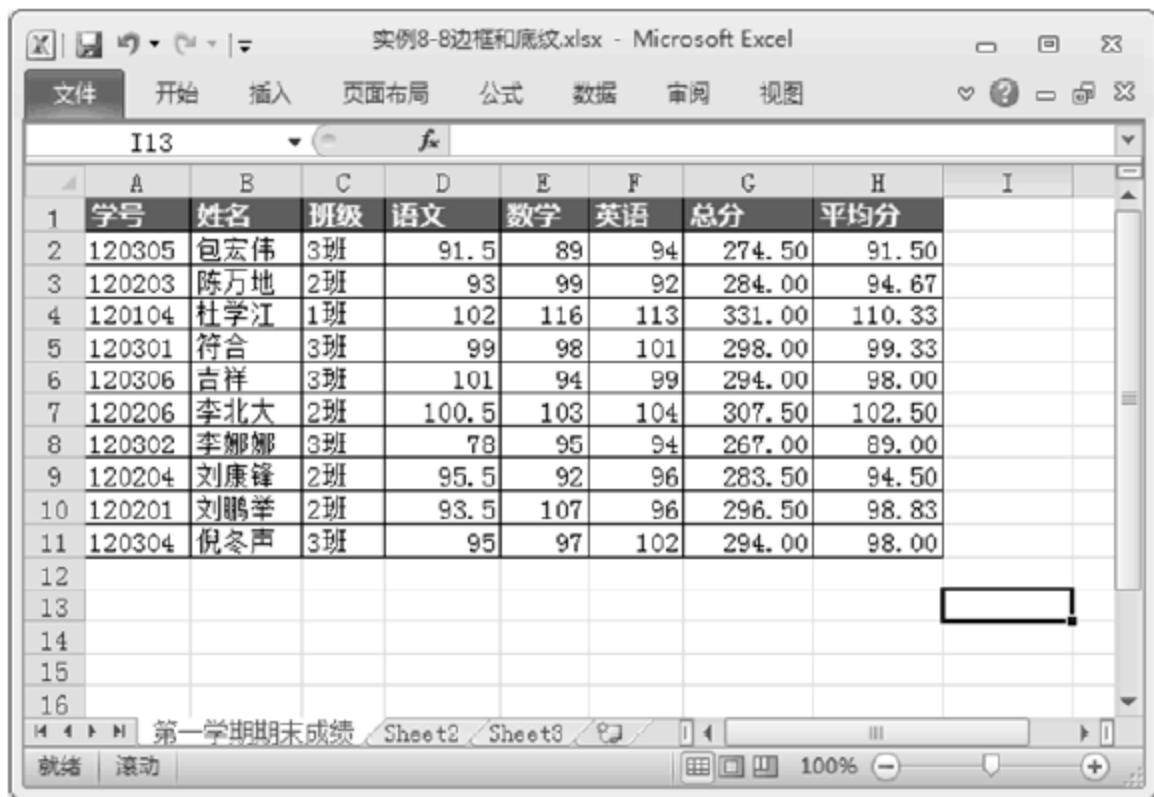 实例8-8边框和底纹.xlsx - Microsoft Excel
文件 开始 插入 页面布局 公式 数据 审阅 视图
I13 fx
A B C D E F G H I
1 学号 姓名 班级 语文 数学 英语 总分 平均分
2 120305 包宏伟 3班 91.5 89 94 274.50 91.50
3 120203 陈万地 2班 93 99 92 284.00 94.67
4 120104 杜学江 1班 102 116 113 331.00 110.33
5 120301 符合 3班 99 98 101 298.00 99.33
6 120306 吉祥 3班 101 94 99 294.00 98.00
7 120206 李北大 2班 100.5 103 104 307.50 102.50
8 120302 李娜娜 3班 78 95 94 267.00 89.00
9 120204 刘康锋 2班 95.5 92 96 283.50 94.50
10 120201 刘鹏举 2班 93.5 107 96 296.50 98.83
11 120304 倪冬声 3班 95 97 102 294.00 98.00
12
13
14
15
16
第一学期期末成绩 Sheet2 Sheet3
就绪 滚动 100%